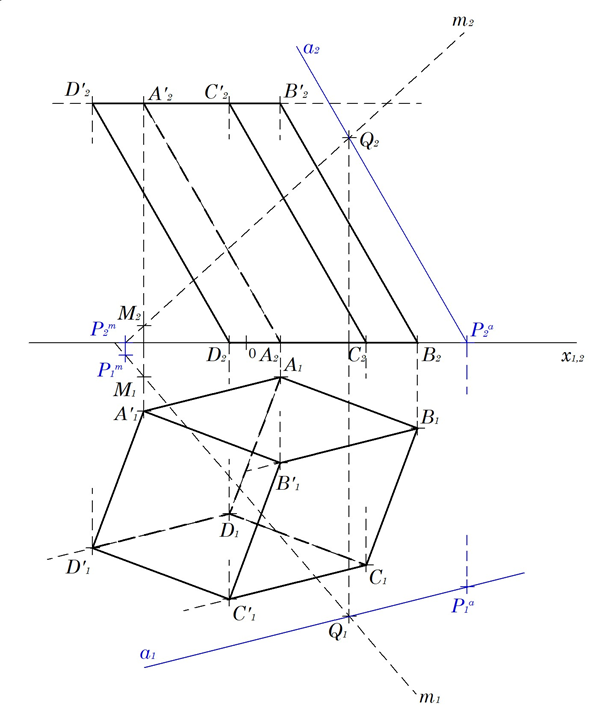 m₂
a₂
D'₂ A'₂ C'₂ B'₂
Q₂
M₂
P₂ᵐ P₂ᵃ
D₂ 0 A₂ C₂ B₂ x₁,₂
P₁ᵐ A₁
M₁
A'₁ B₁
B'₁
D₁
D'₁ C₁
C'₁ P₁ᵃ
Q₁
a₁
m₁